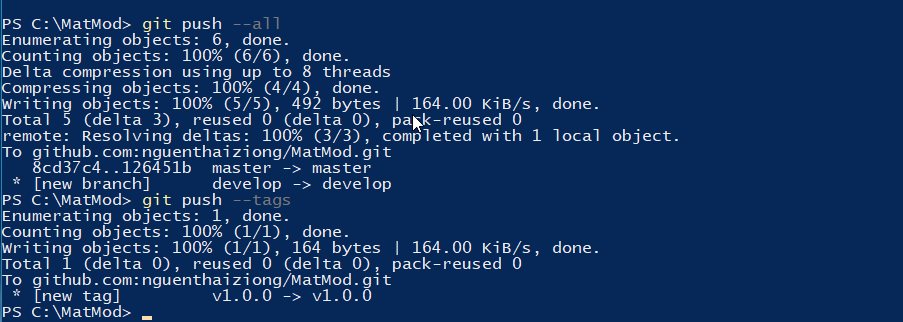 PS C:\MatMod> git push --all
Enumerating objects: 6, done.
Counting objects: 100% (6/6), done.
Delta compression using up to 8 threads
Compressing objects: 100% (4/4), done.
Writing objects: 100% (5/5), 492 bytes | 164.00 KiB/s, done.
Total 5 (delta 3), reused 0 (delta 0), pack-reused 0
remote: Resolving deltas: 100% (3/3), completed with 1 local object.
To github.com:nguenthaiziong/MatMod.git
   8cd37c4..126451b  master -> master
 * [new branch]      develop -> develop
PS C:\MatMod> git push --tags
Enumerating objects: 1, done.
Counting objects: 100% (1/1), done.
Writing objects: 100% (1/1), 164 bytes | 164.00 KiB/s, done.
Total 1 (delta 0), reused 0 (delta 0), pack-reused 0
To github.com:nguenthaiziong/MatMod.git
 * [new tag]         v1.0.0 -> v1.0.0
PS C:\MatMod>